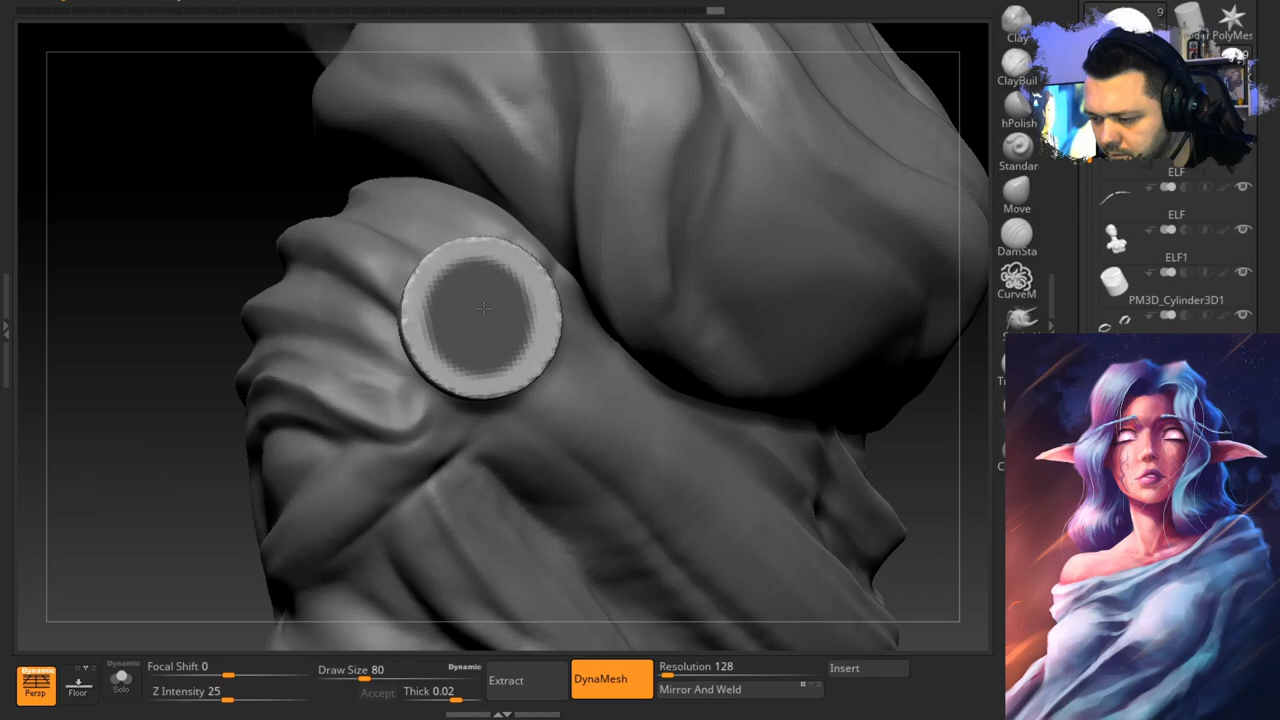 Clay
ClayBuil
hPolish
Standar
Move
DamSta
CurveM
9
PolyMes
ELF
ELF
ELF1
PM3D_Cylinder3D1
Dynamic
Persp
Floor
Dynamic
Solo
Focal Shift 0
Z Intensity 25
Draw Size 80
Dynamic
Accept
Thick 0.02
Extract
DynaMesh
Resolution 128
Mirror And Weld
Insert